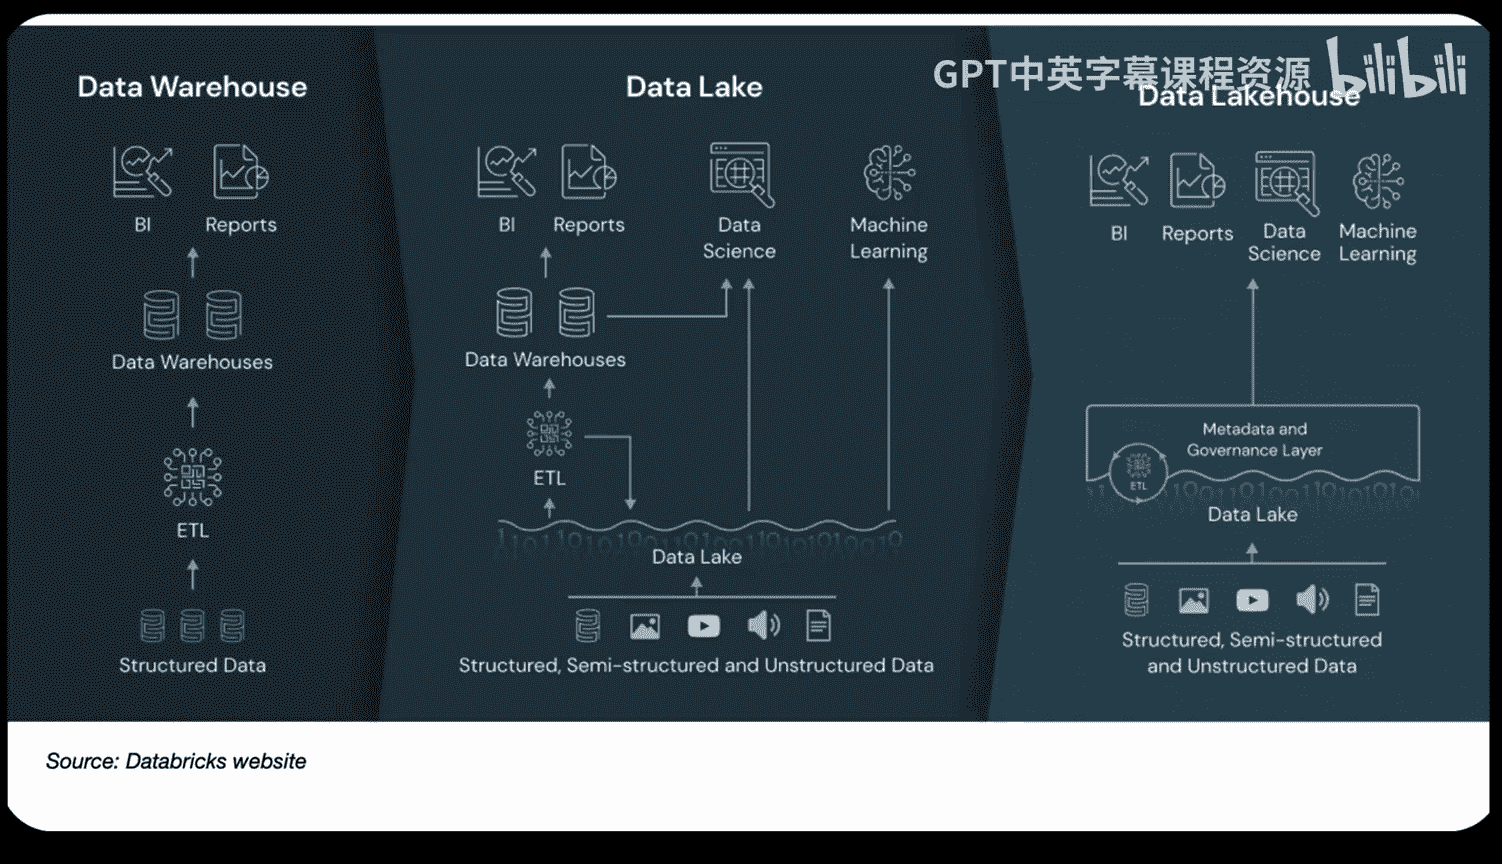 GPT中英字幕课程资源 bilibili
Data Warehouse
BI
Reports
Data Warehouses
ETL
Structured Data
Data Lake
BI
Reports
Data
Science
Machine
Learning
Data Warehouses
ETL
Data Lake
Structured, Semi-structured and Unstructured Data
Data Lakehouse
BI
Reports
Data
Science
Machine
Learning
Metadata and
Governance Layer
ETL
Data Lake
Structured, Semi-structured
and Unstructured Data
Source: Databricks website